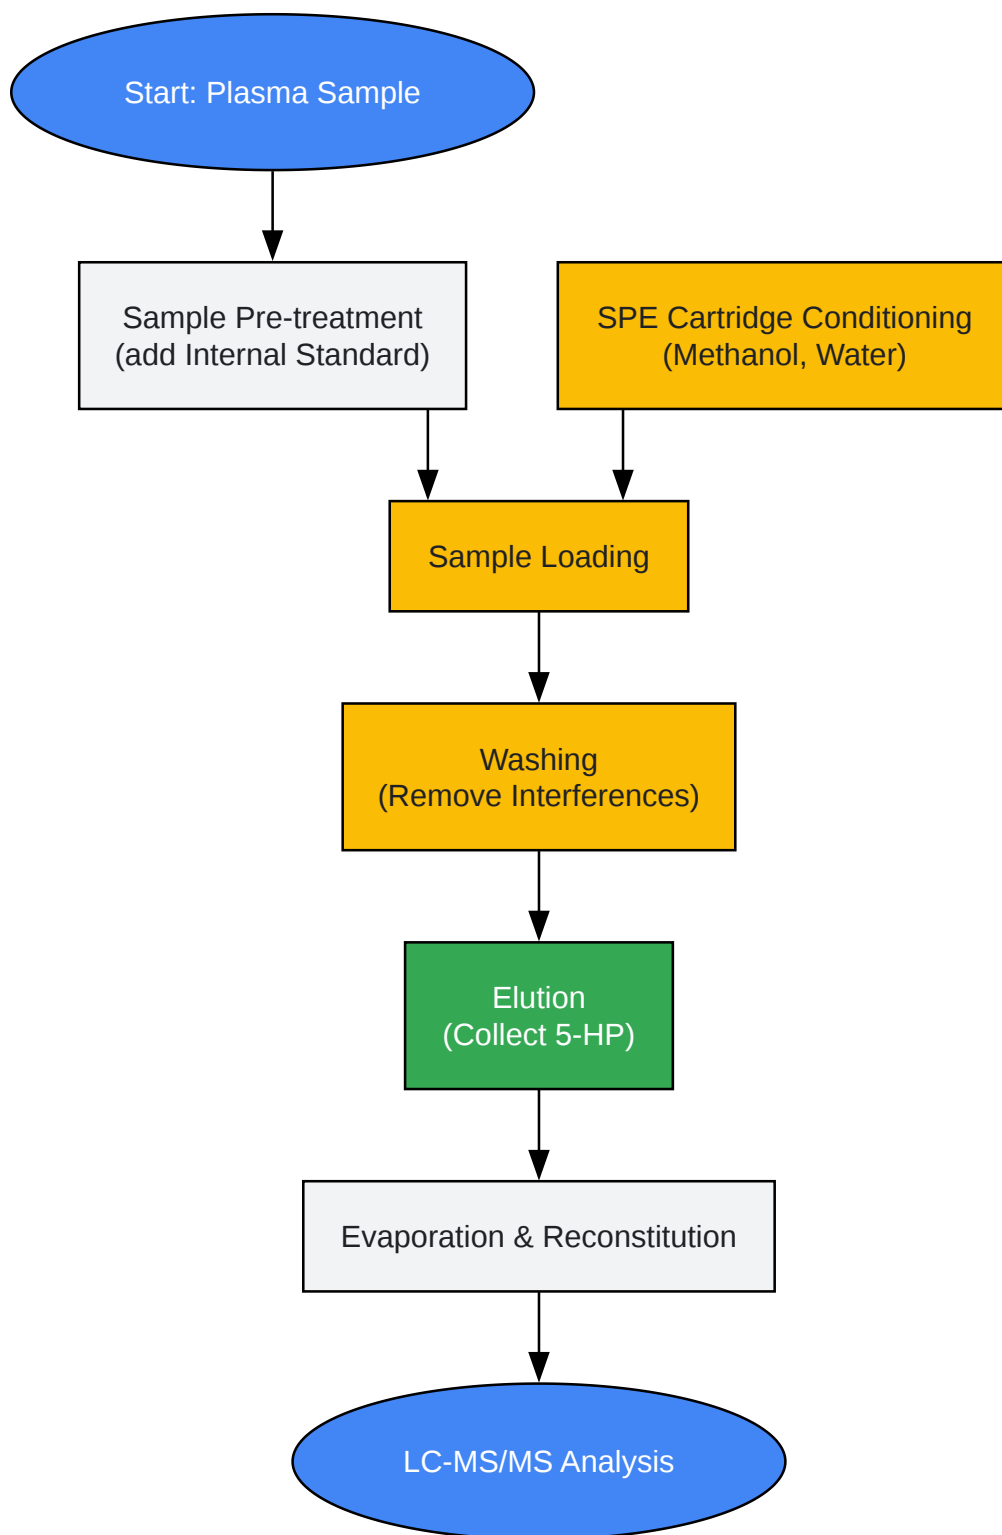 Start: Plasma Sample
Sample Pre-treatment
(add Internal Standard)
SPE Cartridge Conditioning
(Methanol, Water)
Sample Loading
Washing
(Remove Interferences)
Elution
(Collect 5-HP)
Evaporation & Reconstitution
LC-MS/MS Analysis